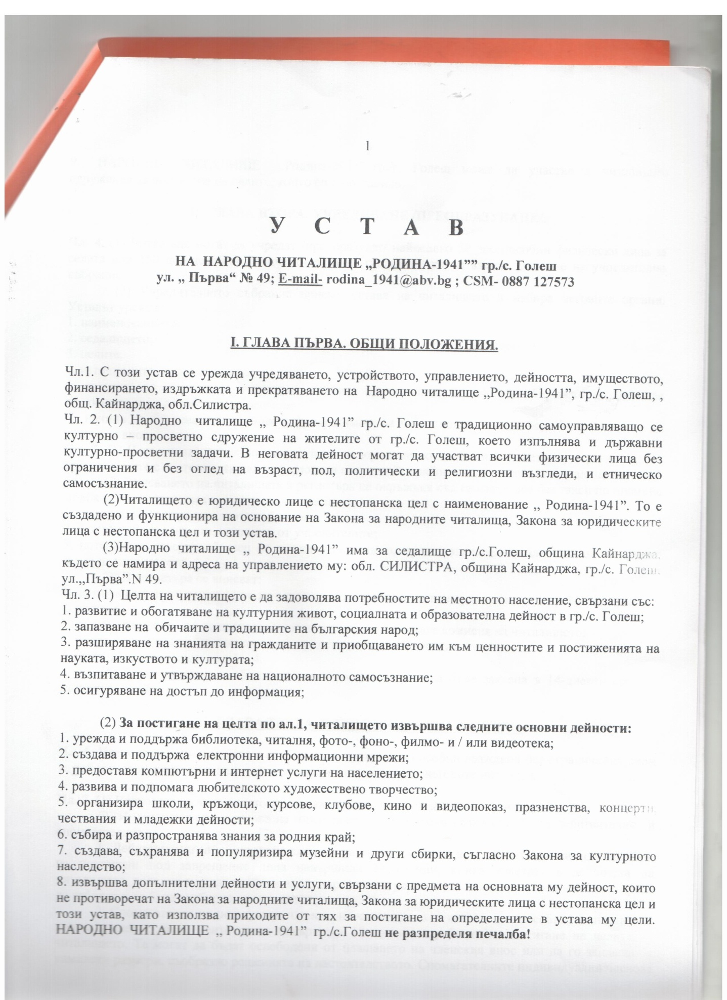 1
У С Т А В
НА НАРОДНО ЧИТАЛИЩЕ „РОДИНА-1941”” гр./с. Голеш
ул. „ Първа“ № 49; E-mail- rodina_1941@abv.bg ; CSM- 0887 127573
I. ГЛАВА ПЪРВА. ОБЩИ ПОЛОЖЕНИЯ.
Чл.1. С този устав се урежда учредяването, устройството, управлението, дейността, имуществото,
финансирането, издръжката и прекратяването на Народно читалище „Родина-1941”, гр./с. Голеш, ,
общ. Кайнарджа, обл.Силистра.
Чл. 2. (1) Народно читалище „ Родина-1941” гр./с. Голеш е традиционно самоуправляващо се
културно – просветно сдружение на жителите от гр./с. Голеш, което изпълнява и държавни
културно-просветни задачи. В неговата дейност могат да участват всички физически лица без
ограничения и без оглед на възраст, пол, политически и религиозни възгледи, и етническо
самосъзнание.
(2)Читалището е юридическо лице с нестопанска цел с наименование „ Родина-1941”. То е
създадено и функционира на основание на Закона за народните читалища, Закона за юридическите
лица с нестопанска цел и този устав.
(3)Народно читалище „ Родина-1941” има за седалище гр./с.Голеш, община Кайнарджа.
където се намира и адреса на управлението му: обл. СИЛИСТРА, община Кайнарджа, гр./с. Голеш.
ул.„Първа”.N 49.
Чл. 3. (1) Целта на читалището е да задоволява потребностите на местното население, свързани със:
1. развитие и обогатяване на културния живот, социалната и образователна дейност в гр./с. Голеш;
2. запазване на обичаите и традициите на българския народ;
3. разширяване на знанията на гражданите и приобщаването им към ценностите и постиженията на
науката, изкуството и културата;
4. възпитаване и утвърждаване на националното самосъзнание;
5. осигуряване на достъп до информация;
(2) За постигане на целта по ал.1, читалището извършва следните основни дейности:
1. урежда и поддържа библиотека, читалня, фото-, фоно-, филмо- и / или видеотека;
2. създава и поддържа електронни информационни мрежи;
3. предоставя компютърни и интернет услуги на населението;
4. развива и подпомага любителското художествено творчество;
5. организира школи, кръжоци, курсове, клубове, кино и видеопоказ, празненства, концерти,
чествания и младежки дейности;
6. събира и разпространява знания за родния край;
7. създава, съхранява и популяризира музейни и други сбирки, съгласно Закона за културното
наследство;
8. извършва допълнителни дейности и услуги, свързани с предмета на основната му дейност, които
не противоречат на Закона за народните читалища, Закона за юридическите лица с нестопанска цел и
този устав, като използва приходите от тях за постигане на определените в устава му цели.
НАРОДНО ЧИТАЛИЩЕ „ Родина-1941” гр./с.Голеш не разпределя печалба!